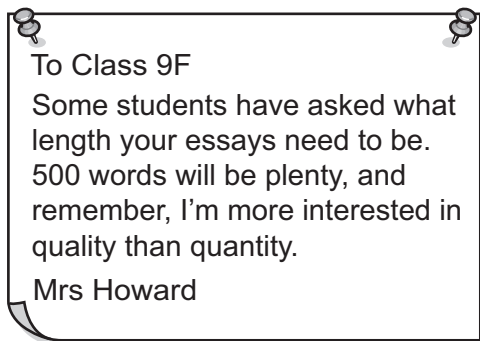 To Class 9F
Some students have asked what
length your essays need to be.
500 words will be plenty, and
remember, I'm more interested in
quality than quantity.
Mrs Howard